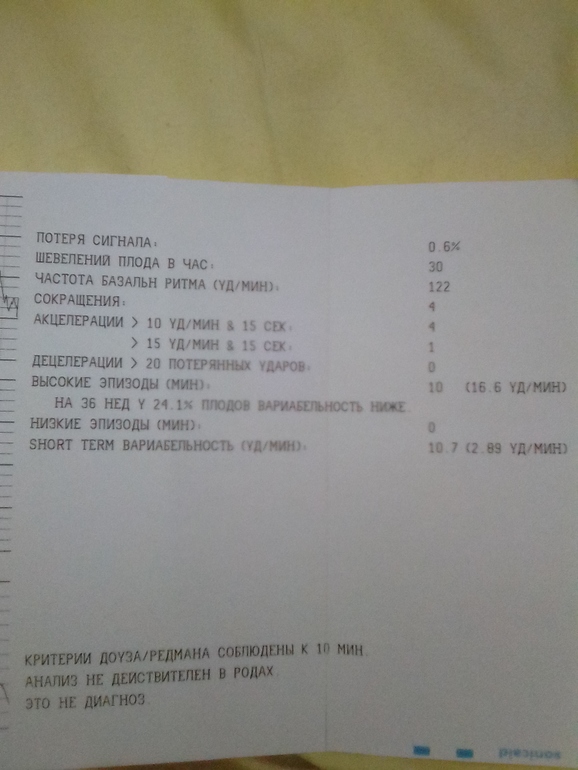 ПОТЕРЯ СИГНАЛА: 0.6%
ШЕВЕЛЕНИЙ ПЛОДА В ЧАС: 30
ЧАСТОТА БАЗАЛЬН РИТМА (УД/МИН): 122
СОКРАЩЕНИЯ: 4
АКЦЕЛЕРАЦИИ > 10 УД/МИН & 15 СЕК: 4
> 15 УД/МИН & 15 СЕК: 1
ДЕЦЕЛЕРАЦИИ > 20 ПОТЕРЯННЫХ УДАРОВ: 0
ВЫСОКИЕ ЭПИЗОДЫ (МИН): 10 (16.6 УД/МИН)
НА 36 НЕД У 24.1% ПЛОДОВ ВАРИАБЕЛЬНОСТЬ НИЖЕ.
НИЗКИЕ ЭПИЗОДЫ (МИН): 0
SHORT TERM ВАРИАБЕЛЬНОСТЬ (УД/МИН): 10.7 (2.89 УД/МИН)
КРИТЕРИИ ДОУЗА/РЕДМАНА СОБЛЮДЕНЫ К 10 МИН.
АНАЛИЗ НЕ ДЕЙСТВИТЕЛЕН В РОДАХ.
ЭТО НЕ ДИАГНОЗ.
sonicaid